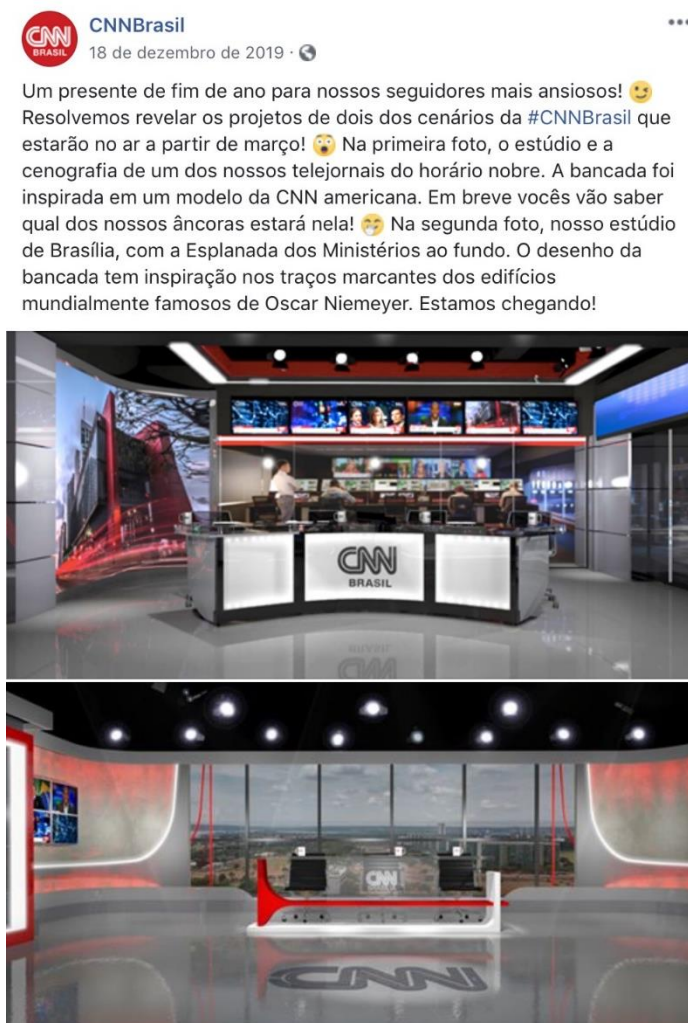 CNN
BRASIL
CNNBrasil
18 de dezembro de 2019 ·
Um presente de fim de ano para nossos seguidores mais ansiosos! 😉
Resolvemos revelar os projetos de dois dos cenários da #CNNBrasil que
estarão no ar a partir de março! 😲 Na primeira foto, o estúdio e a
cenografia de um dos nossos telejornais do horário nobre. A bancada foi
inspirada em um modelo da CNN americana. Em breve vocês vão saber
qual dos nossos âncoras estará nela! 😁 Na segunda foto, nosso estúdio
de Brasília, com a Esplanada dos Ministérios ao fundo. O desenho da
bancada tem inspiração nos traços marcantes dos edifícios
mundialmente famosos de Oscar Niemeyer. Estamos chegando!
CNN
BRASIL
CNN
CNN